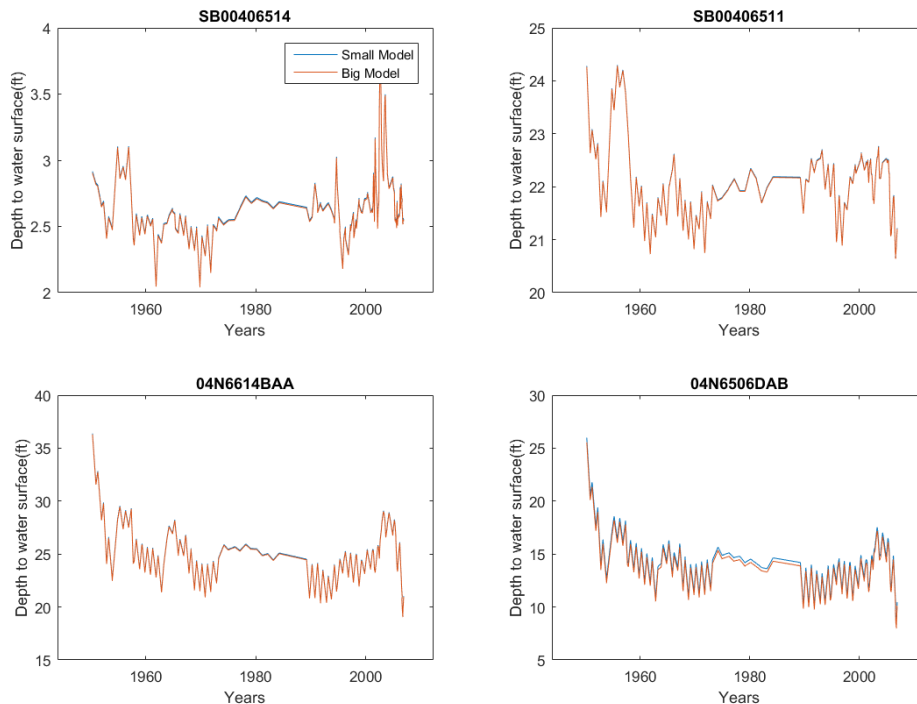 SB00406514
4
3.5
3
2.5
2
Depth to water surface(ft)
Small Model
Big Model
1960
1980
2000
Years
SB00406511
25
24
23
22
21
20
Depth to water surface(ft)
1960
1980
2000
Years
04N6614BAA
40
35
30
25
20
15
Depth to water surface(ft)
1960
1980
2000
Years
04N6506DAB
30
25
20
15
10
5
Depth to water surface(ft)
1960
1980
2000
Years